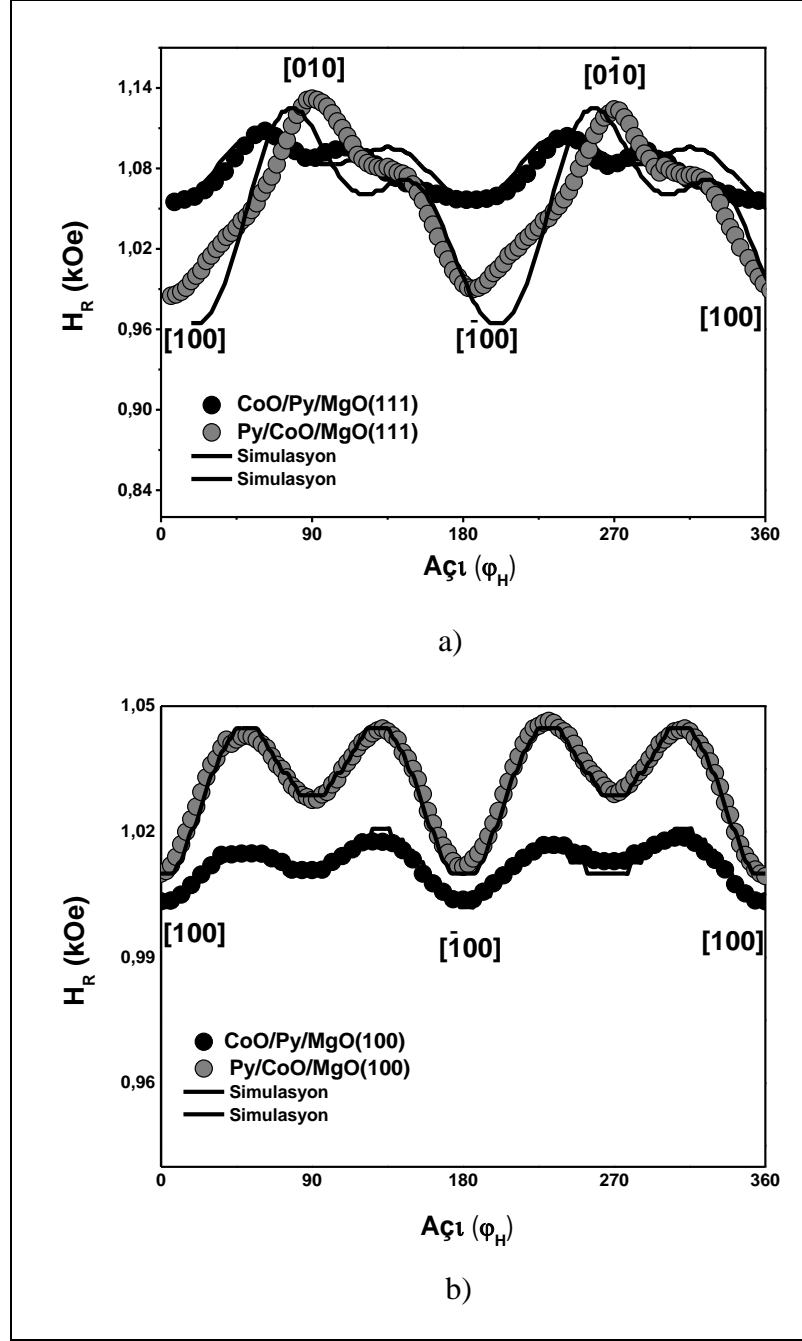 1,14
1,08
1,02
0,96
0,90
0,84
H_R (kOe)
[010]
[01̄0]
[100]
[1̄00]
[100]
CoO/Py/MgO(111)
Py/CoO/MgO(111)
Simulasyon
Simulasyon
0 90 180 270 360
Açı (φ_H)
a)
1,05
1,02
0,99
0,96
H_R (kOe)
[100]
[1̄00]
[100]
CoO/Py/MgO(100)
Py/CoO/MgO(100)
Simulasyon
Simulasyon
0 90 180 270 360
Açı (φ_H)
b)